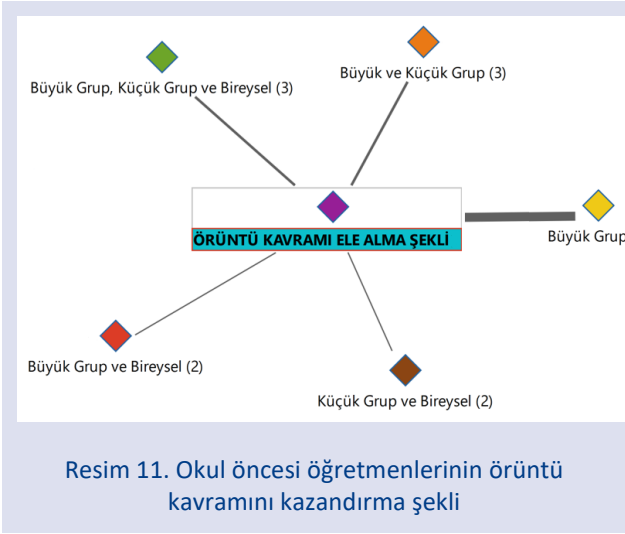 Büyük Grup, Küçük Grup ve Bireysel (3)
Büyük ve Küçük Grup (3)
ÖRÜNTÜ KAVRAMI ELE ALMA ŞEKLİ
Büyük Grup
Büyük Grup ve Bireysel (2)
Küçük Grup ve Bireysel (2)
Resim 11. Okul öncesi öğretmenlerinin örüntü
kavramını kazandırma şekli